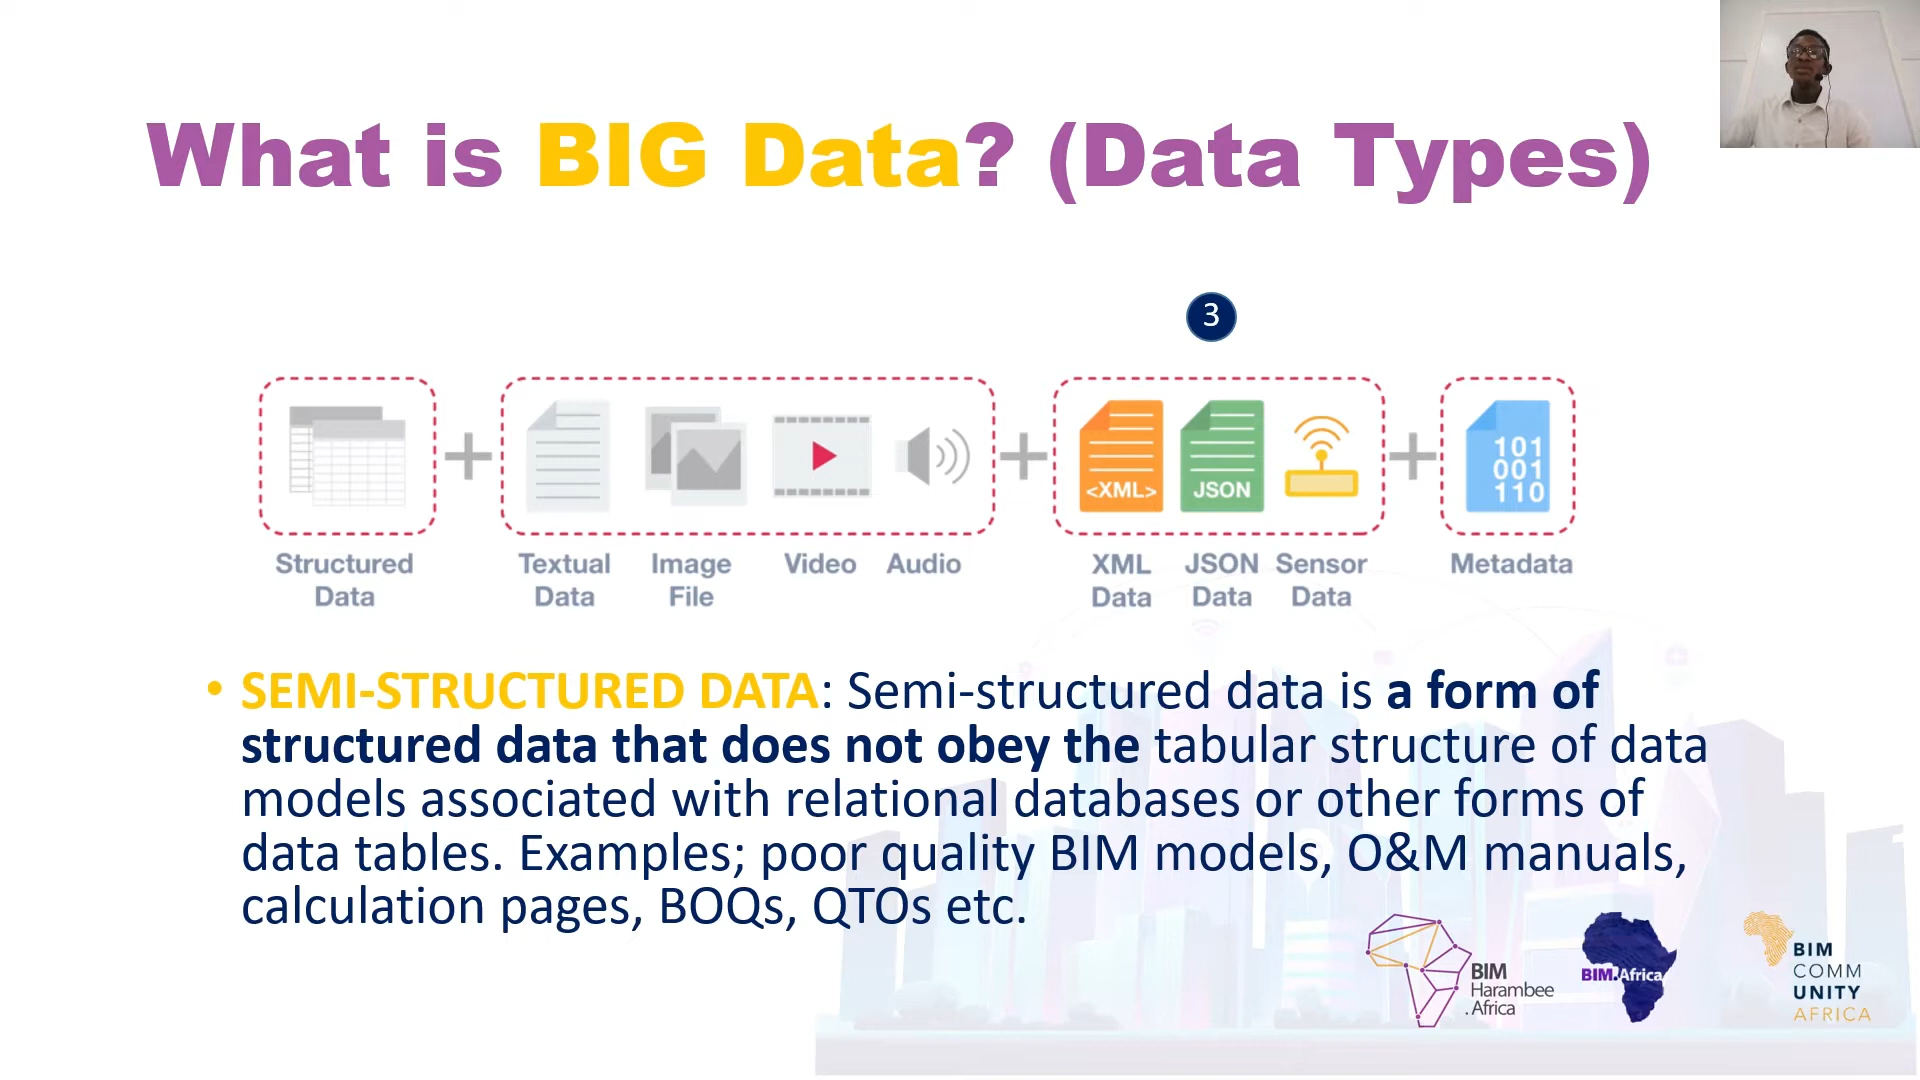 What is BIG Data? (Data Types)
3
<XML>
JSON
101
001
110
Structured Data
Textual Data
Image File
Video
Audio
XML Data
JSON Data
Sensor Data
Metadata
• SEMI-STRUCTURED DATA: Semi-structured data is a form of
structured data that does not obey the tabular structure of data
models associated with relational databases or other forms of
data tables. Examples; poor quality BIM models, O&M manuals,
calculation pages, BOQs, QTOs etc.
BIM
Harambee
.Africa
BIM.Africa
BIM
COMM
UNITY
AFRICA